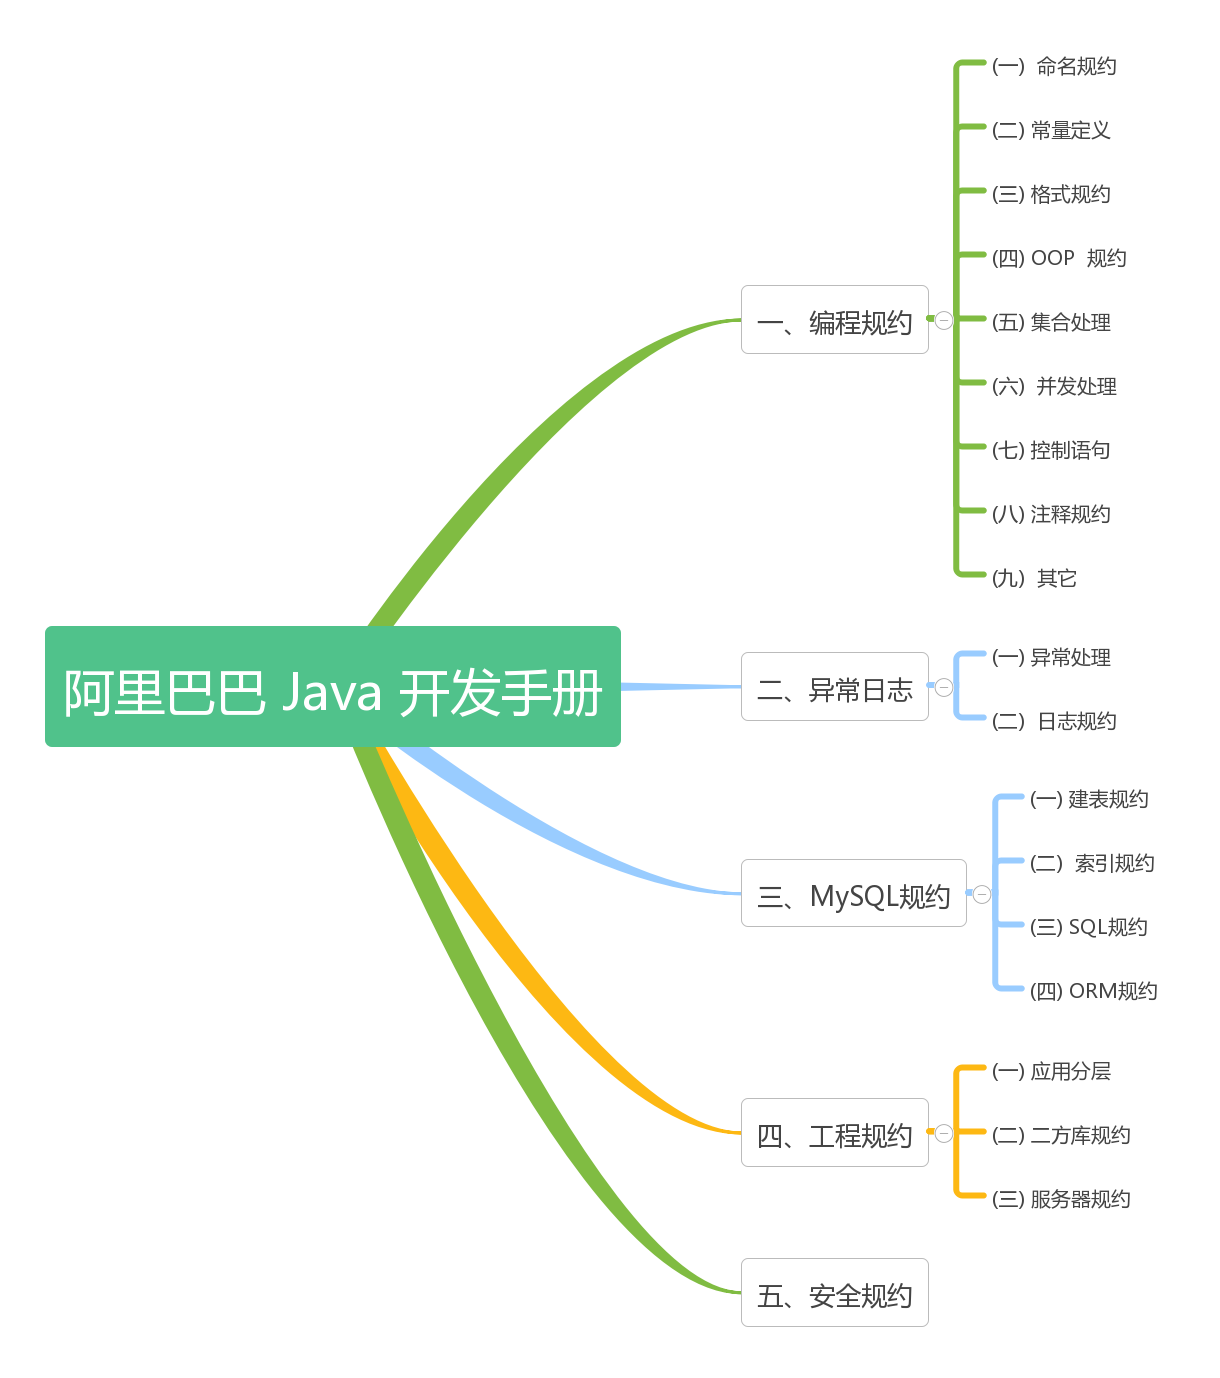 阿里巴巴 Java 开发手册
一、编程规约
(一)  命名规约
(二) 常量定义
(三) 格式规约
(四) OOP  规约
(五) 集合处理
(六)  并发处理
(七) 控制语句
(八) 注释规约
(九)  其它
二、异常日志
(一) 异常处理
(二)  日志规约
三、MySQL规约
(一) 建表规约
(二)  索引规约
(三) SQL规约
(四) ORM规约
四、工程规约
(一) 应用分层
(二) 二方库规约
(三) 服务器规约
五、安全规约